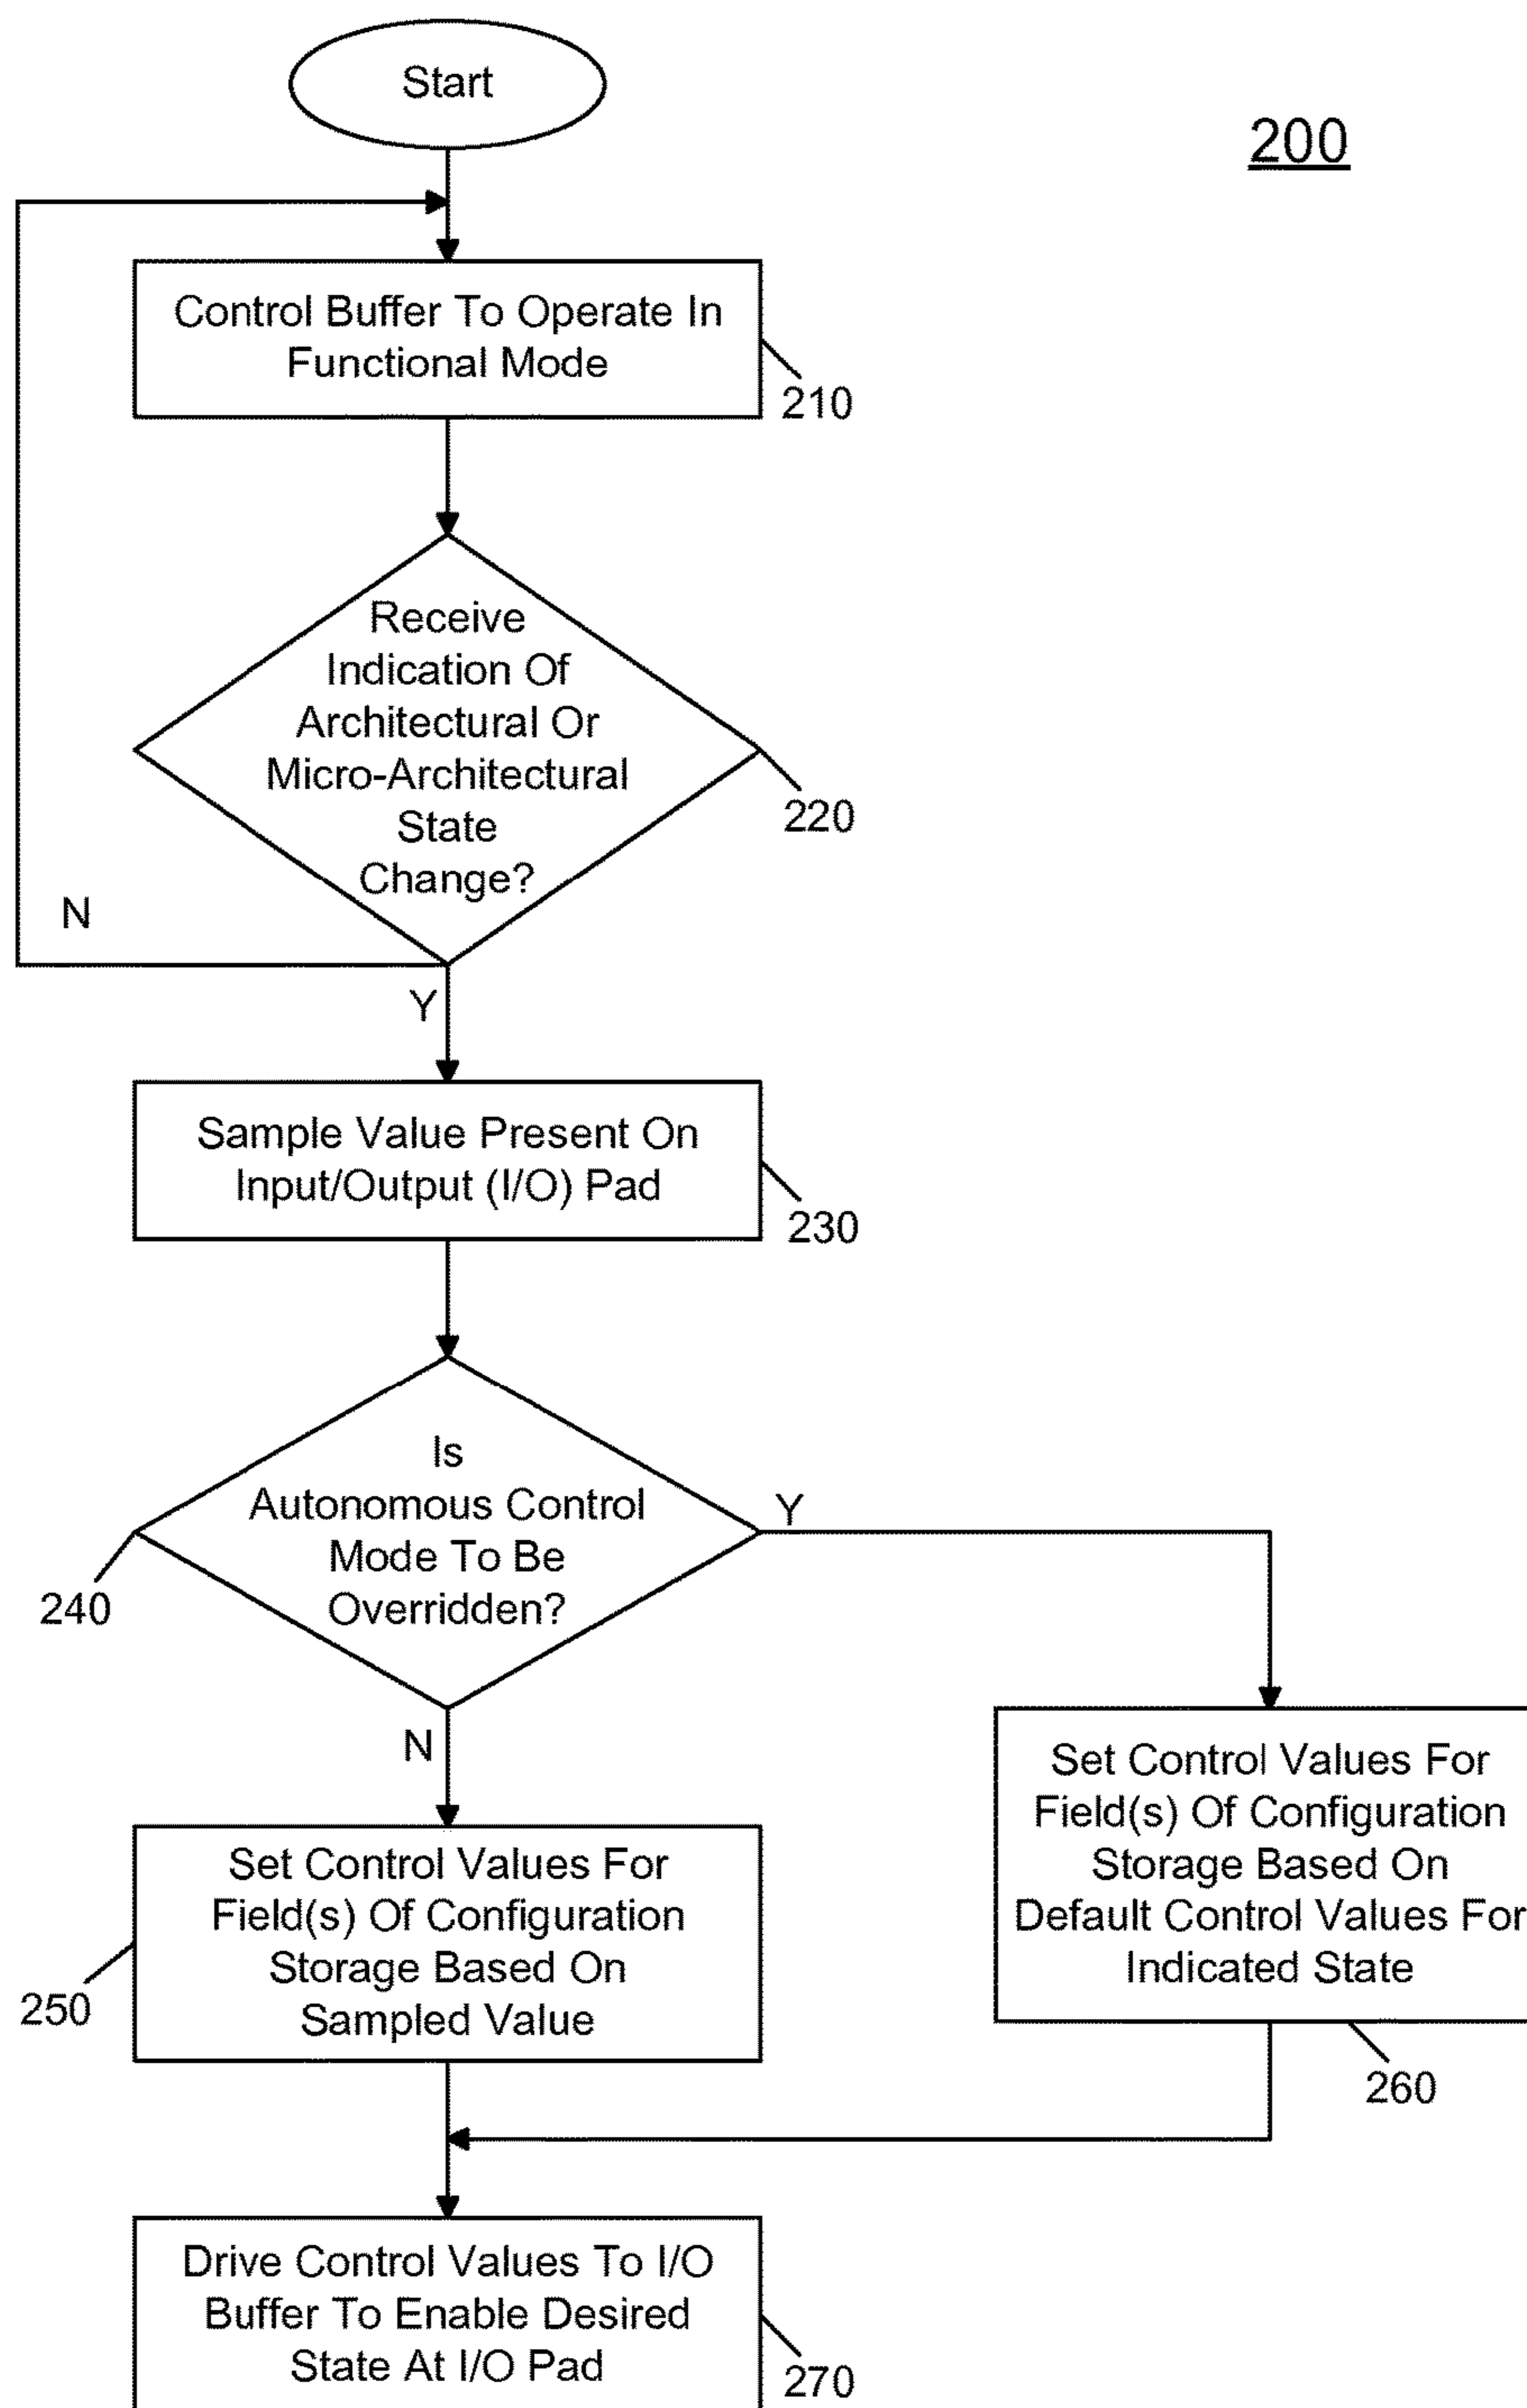 Start
200
Control Buffer To Operate In
Functional Mode
210
Receive
Indication Of
Architectural Or
Micro-Architectural
State
Change?
220
N
Y
Sample Value Present On
Input/Output (I/O) Pad
230
Is
Autonomous Control
Mode To Be
Overridden?
Y
240
N
Set Control Values For
Field(s) Of Configuration
Storage Based On
Sampled Value
250
Set Control Values For
Field(s) Of Configuration
Storage Based On
Default Control Values For
Indicated State
260
Drive Control Values To I/O
Buffer To Enable Desired
State At I/O Pad
270